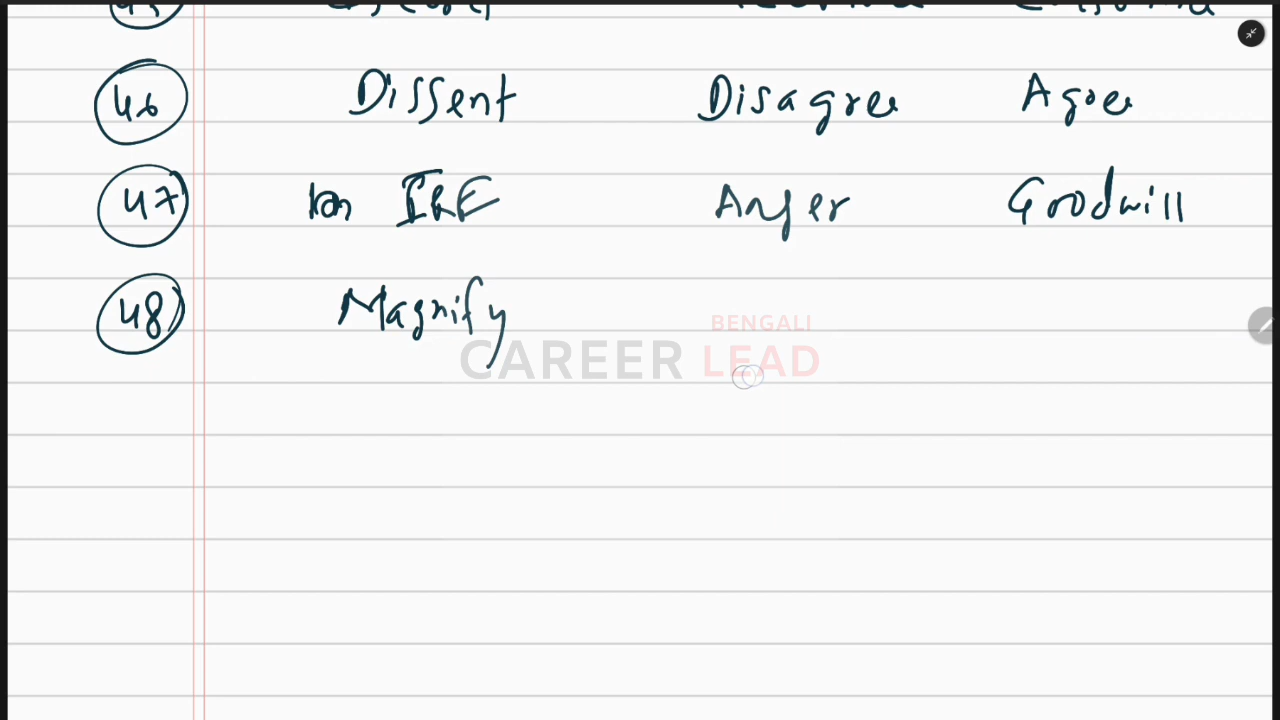 46 Dissent Disagree Agree
47 IRE Anger Goodwill
48 Magnify
BENGALI
CAREER LEAD